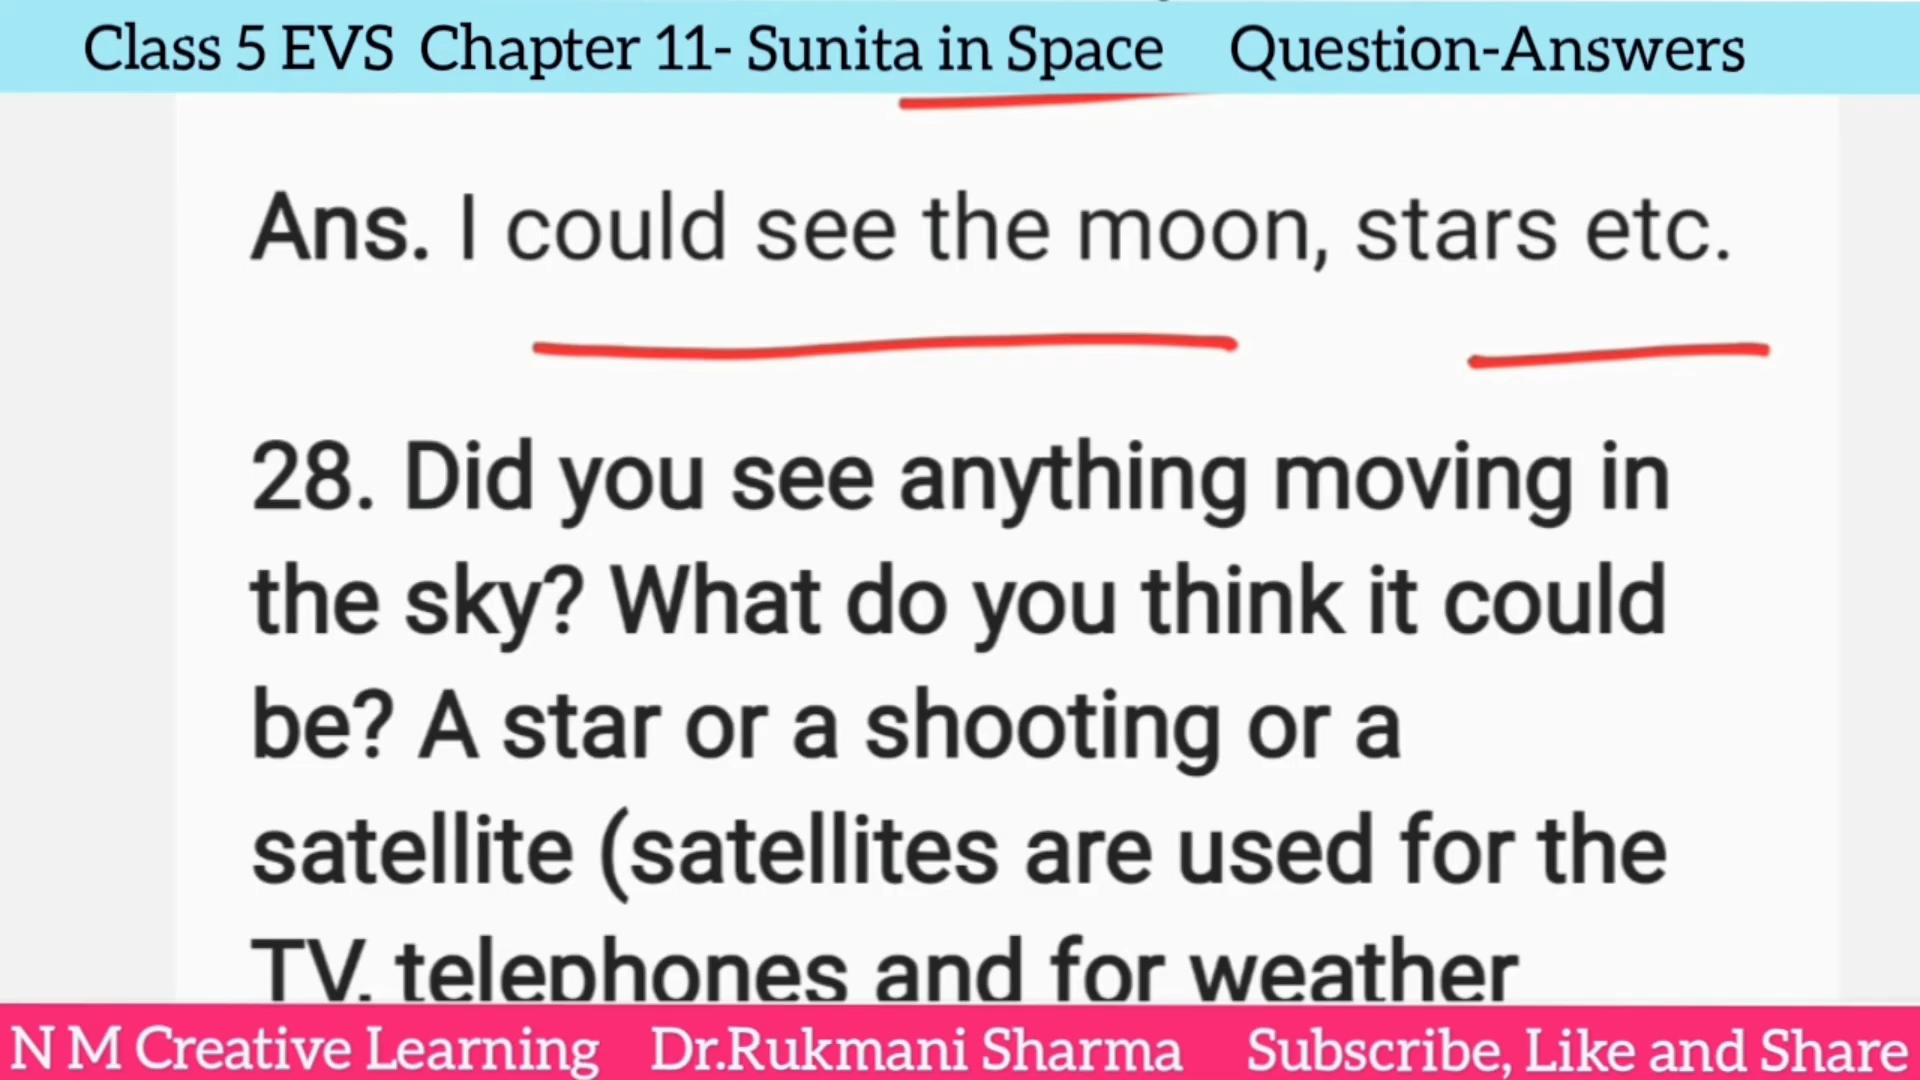 Class 5 EVS Chapter 11- Sunita in Space Question-Answers
Ans. I could see the moon, stars etc.
28. Did you see anything moving in
the sky? What do you think it could
be? A star or a shooting or a
satellite (satellites are used for the
TV, telephones and for weather
N M Creative Learning Dr.Rukmani Sharma Subscribe, Like and Share